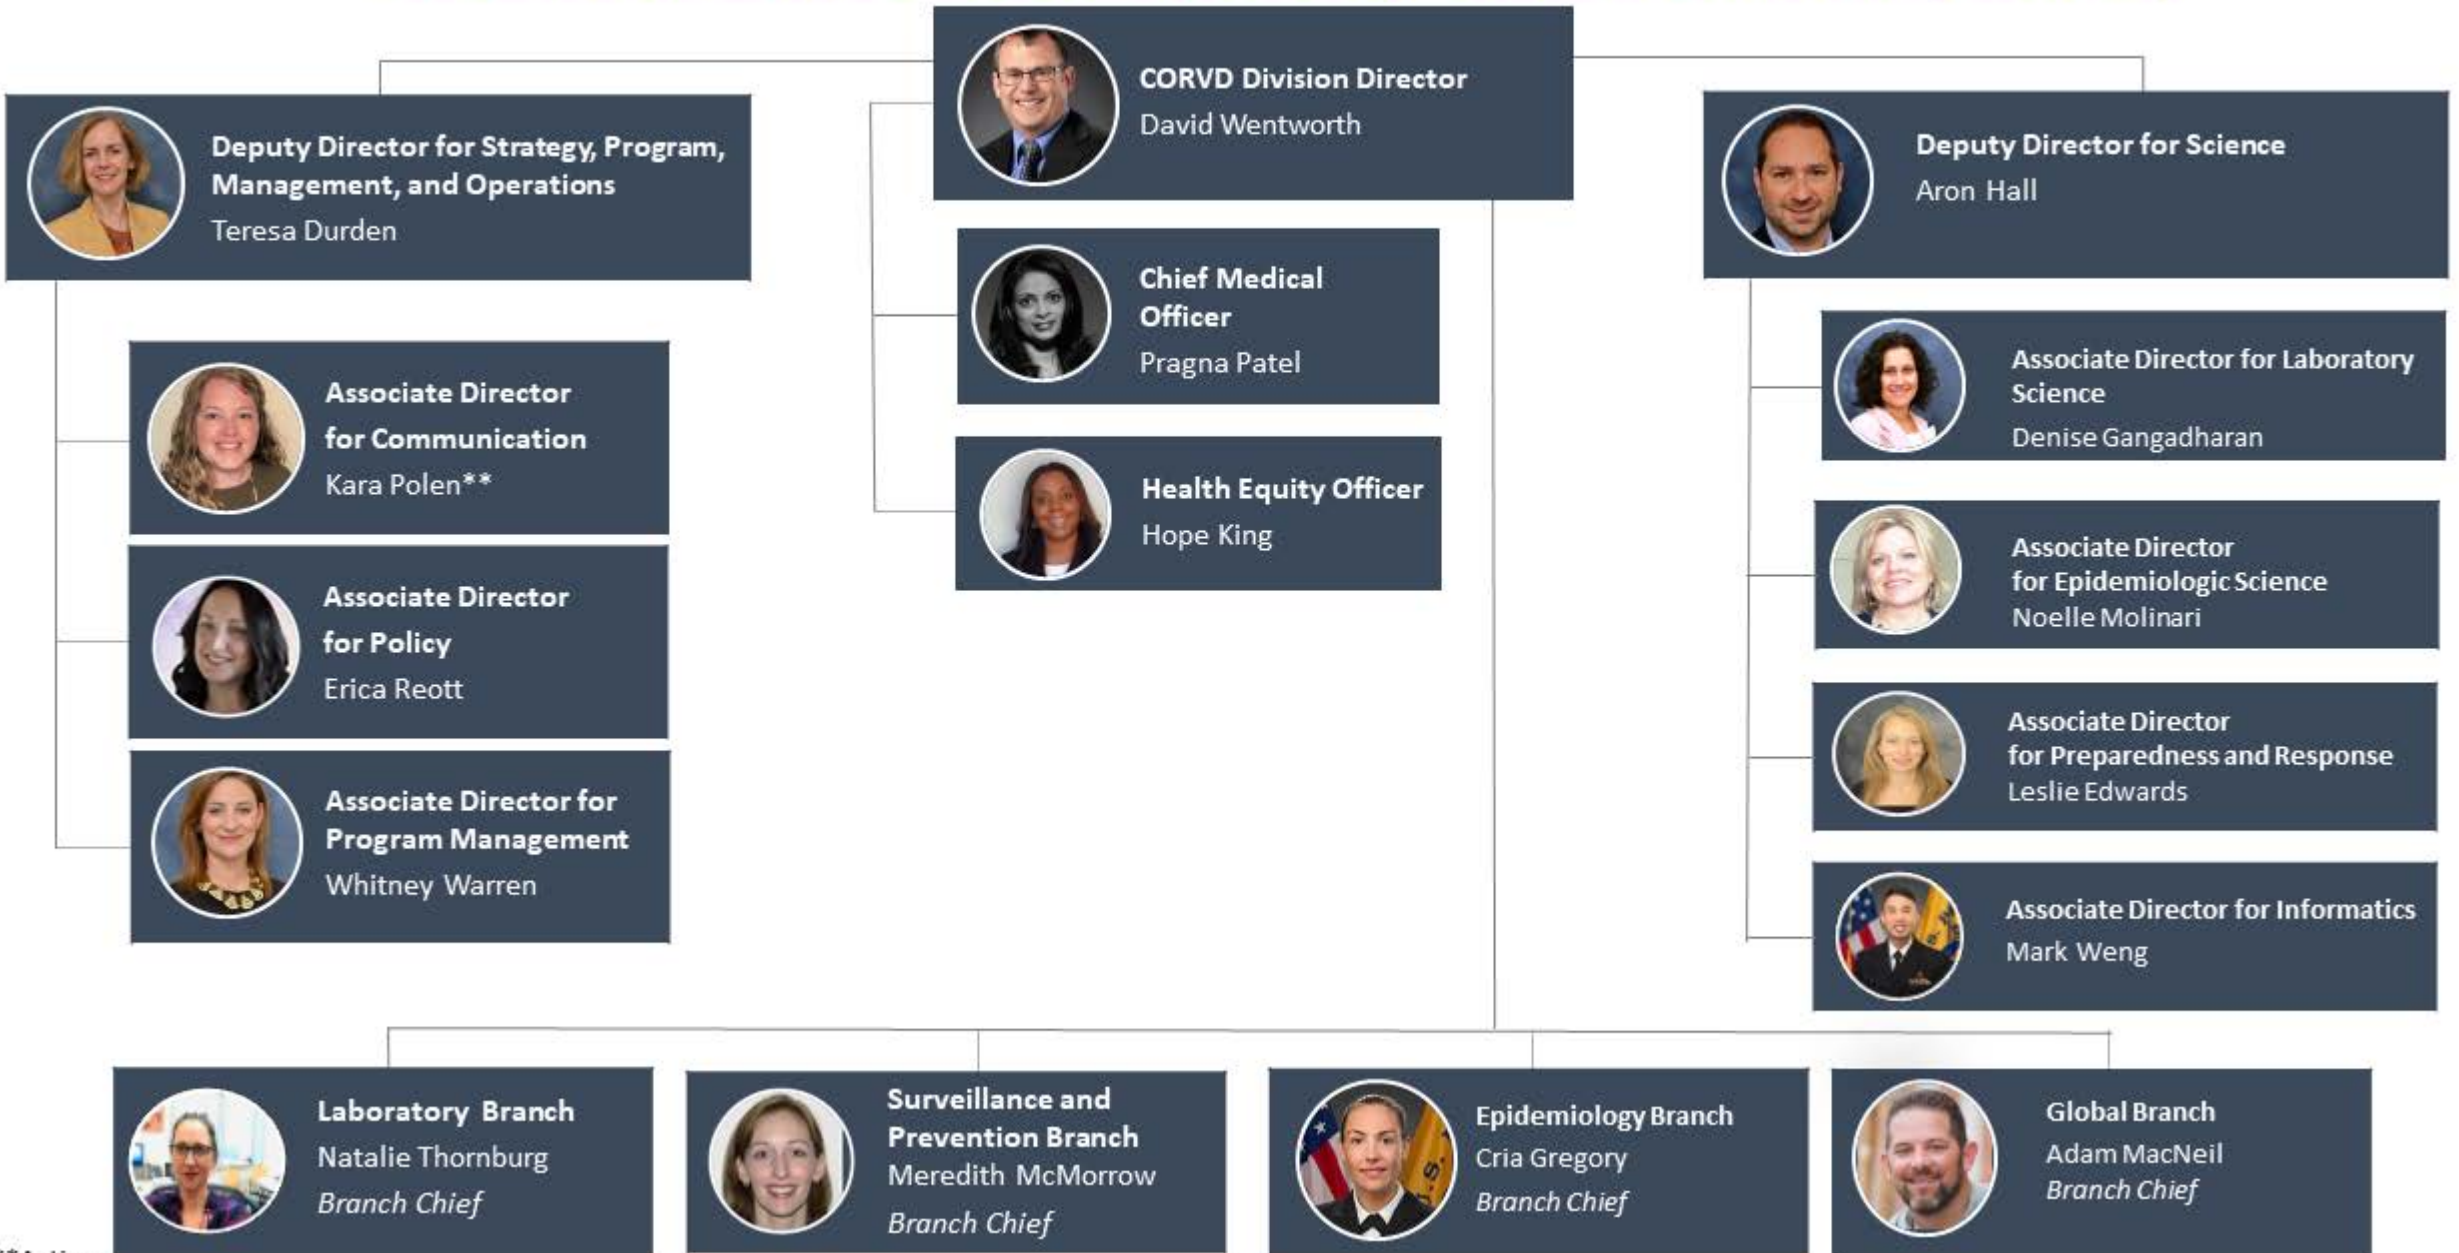 CORVD Division Director
David Wentworth
Deputy Director for Strategy, Program,
Management, and Operations
Teresa Durden
Deputy Director for Science
Aron Hall
Chief Medical
Officer
Pragna Patel
Health Equity Officer
Hope King
Associate Director
for Communication
Kara Polen**
Associate Director
for Policy
Erica Reott
Associate Director for
Program Management
Whitney Warren
Associate Director for Laboratory
Science
Denise Gangadharan
Associate Director
for Epidemiologic Science
Noelle Molinari
Associate Director
for Preparedness and Response
Leslie Edwards
Associate Director for Informatics
Mark Weng
Laboratory Branch
Natalie Thornburg
Branch Chief
Surveillance and
Prevention Branch
Meredith McMorrow
Branch Chief
Epidemiology Branch
Cria Gregory
Branch Chief
Global Branch
Adam MacNeil
Branch Chief